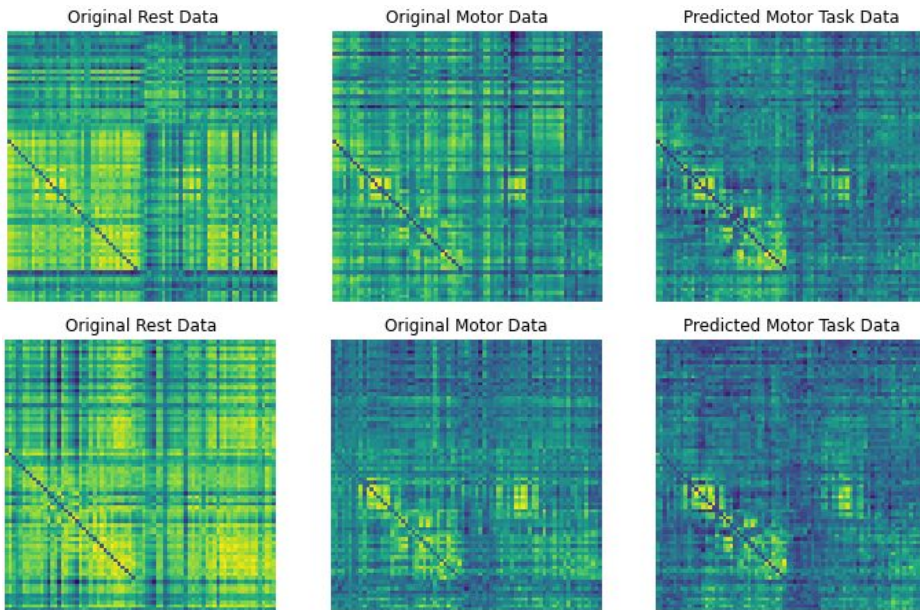 Original Rest Data
Original Motor Data
Predicted Motor Task Data
Original Rest Data
Original Motor Data
Predicted Motor Task Data